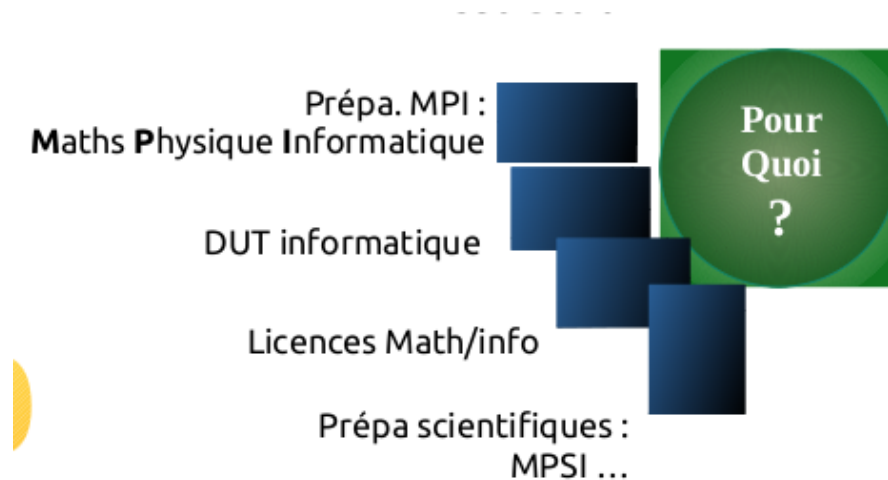 Prépa. MPI :
Maths Physique Informatique
DUT informatique
Licences Math/info
Prépa scientifiques :
MPSI ...
Pour
Quoi
?